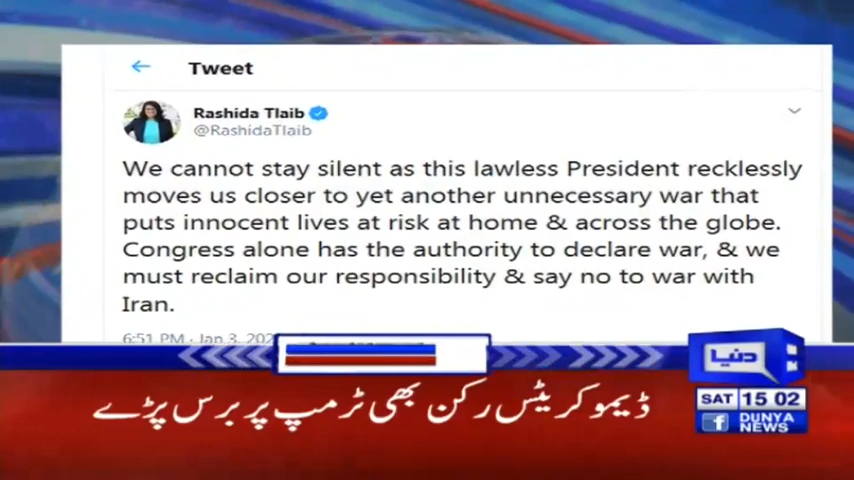 Tweet
Rashida Tlaib
@RashidaTlaib
We cannot stay silent as this lawless President recklessly
moves us closer to yet another unnecessary war that
puts innocent lives at risk at home & across the globe.
Congress alone has the authority to declare war, & we
must reclaim our responsibility & say no to war with
Iran.
6:51 PM · Jan 3, 202
دنیا
SAT 15 02
f DUNYA
NEWS
ڈیموکریٹس رکن بھی ٹرمپ پر برس پڑے